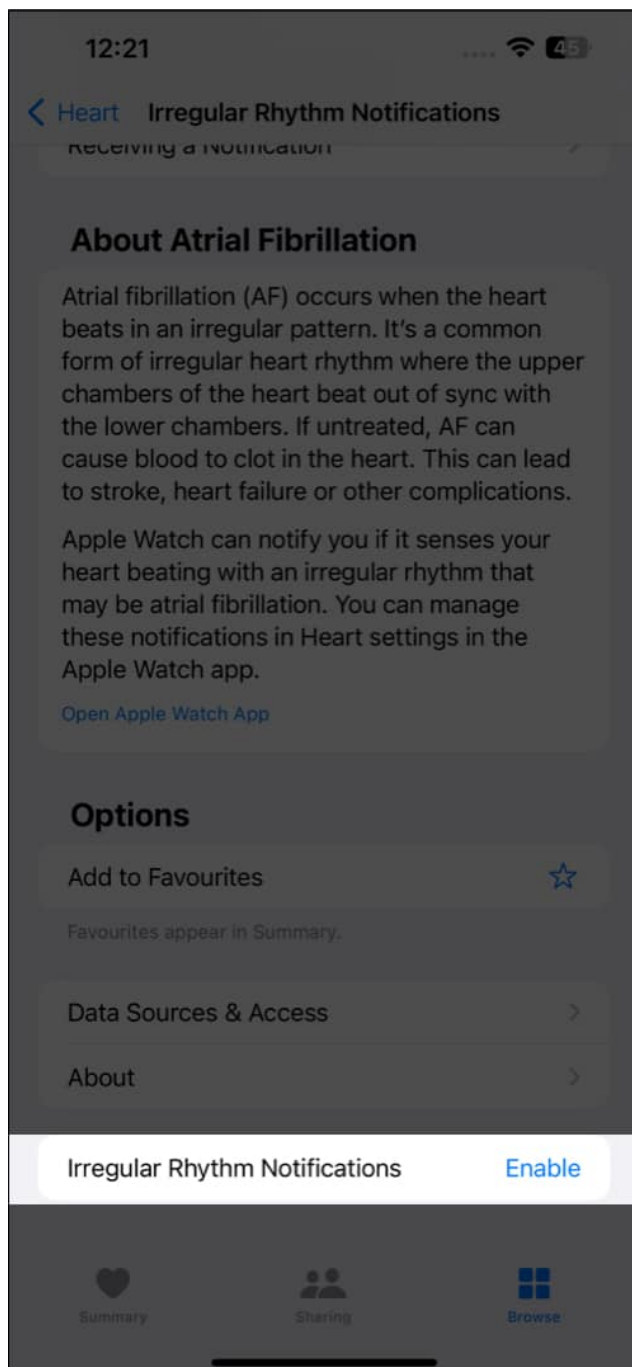 12:21
45
Heart
Irregular Rhythm Notifications
Receiving a Notification
About Atrial Fibrillation
Atrial fibrillation (AF) occurs when the heart
beats in an irregular pattern. It's a common
form of irregular heart rhythm where the upper
chambers of the heart beat out of sync with
the lower chambers. If untreated, AF can
cause blood to clot in the heart. This can lead
to stroke, heart failure or other complications.
Apple Watch can notify you if it senses your
heart beating with an irregular rhythm that
may be atrial fibrillation. You can manage
these notifications in Heart settings in the
Apple Watch app.
Open Apple Watch App
Options
Add to Favourites
Favourites appear in Summary.
Data Sources & Access
About
Irregular Rhythm Notifications
Enable
Summary
Sharing
Browse